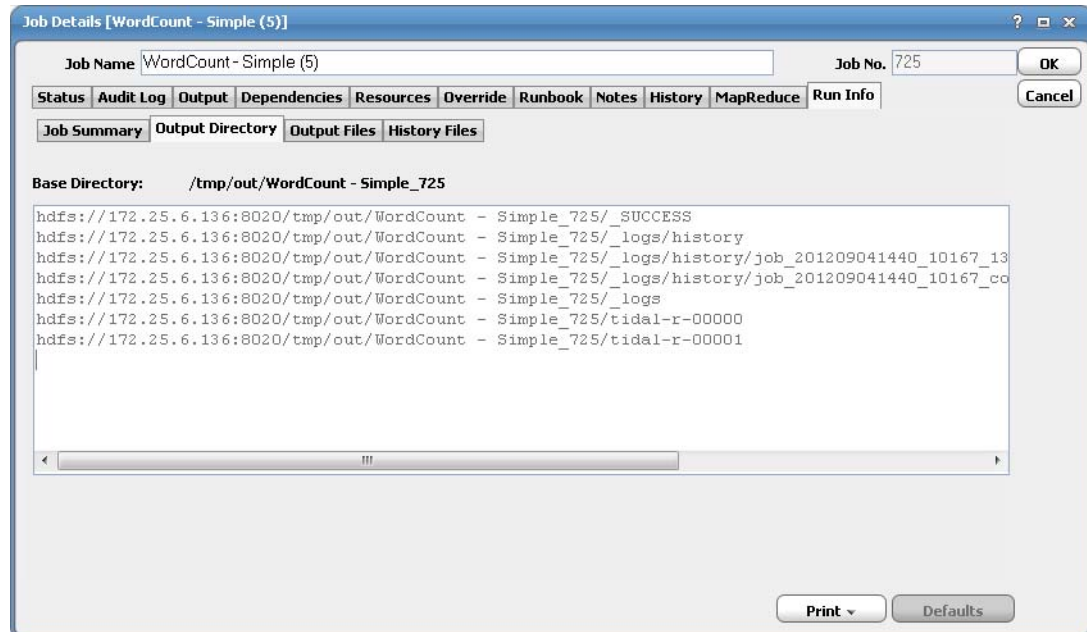 Job Details [WordCount - Simple (5)]
Job Name WordCount - Simple (5) Job No. 725 OK
Status Audit Log Output Dependencies Resources Override Runbook Notes History MapReduce Run Info Cancel
Job Summary Output Directory Output Files History Files
Base Directory: /tmp/out/WordCount - Simple_725
hdfs://172.25.6.136:8020/tmp/out/WordCount - Simple_725/_SUCCESS
hdfs://172.25.6.136:8020/tmp/out/WordCount - Simple_725/_logs/history
hdfs://172.25.6.136:8020/tmp/out/WordCount - Simple_725/_logs/history/job_201209041440_10167_13
hdfs://172.25.6.136:8020/tmp/out/WordCount - Simple_725/_logs/history/job_201209041440_10167_co
hdfs://172.25.6.136:8020/tmp/out/WordCount - Simple_725/_logs
hdfs://172.25.6.136:8020/tmp/out/WordCount - Simple_725/tidal-r-00000
hdfs://172.25.6.136:8020/tmp/out/WordCount - Simple_725/tidal-r-00001
Print Defaults